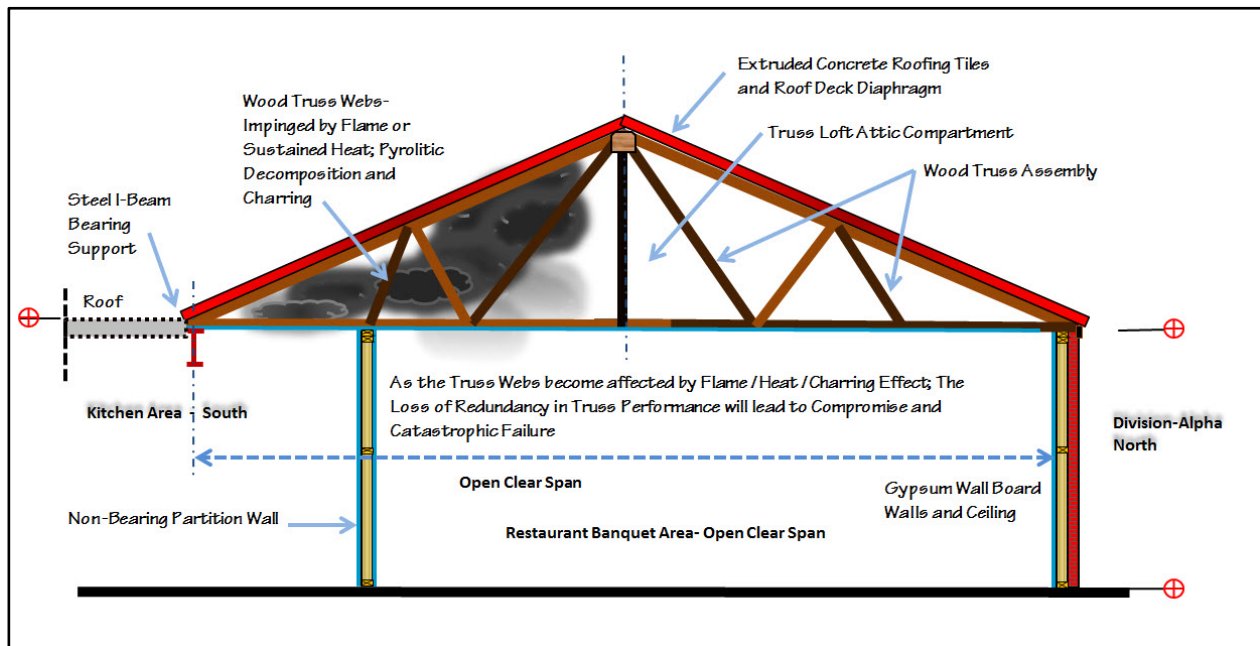 Extruded Concrete Roofing Tiles
and Roof Deck Diaphragm
Wood Truss Webs-
Impinged by Flame or
Sustained Heat; Pyrolitic
Decomposition and
Charring
Truss Loft Attic Compartment
Wood Truss Assembly
Steel I-Beam
Bearing
Support
Roof
As the Truss Webs become affected by Flame / Heat / Charring Effect; The
Loss of Redundancy in Truss Performance will lead to Compromise and
Catastrophic Failure
Kitchen Area - South
Division-Alpha
North
Open Clear Span
Gypsum Wall Board
Walls and Ceiling
Non-Bearing Partition Wall
Restaurant Banquet Area- Open Clear Span